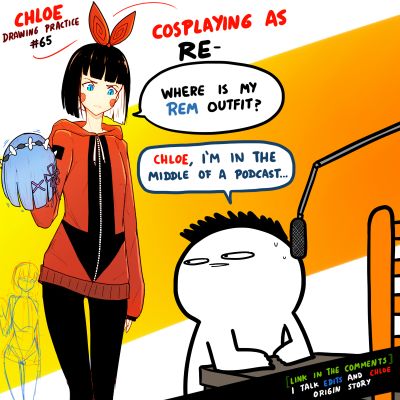 CHLOE
DRAWING PRACTICE
#65
COSPLAYING AS
RE-
WHERE IS MY
REM OUTFIT?
CHLOE, I'M IN THE
MIDDLE OF A PODCAST...
[LINK IN THE COMMENTS]
I TALK EDITS AND CHLOE
ORIGIN STORY